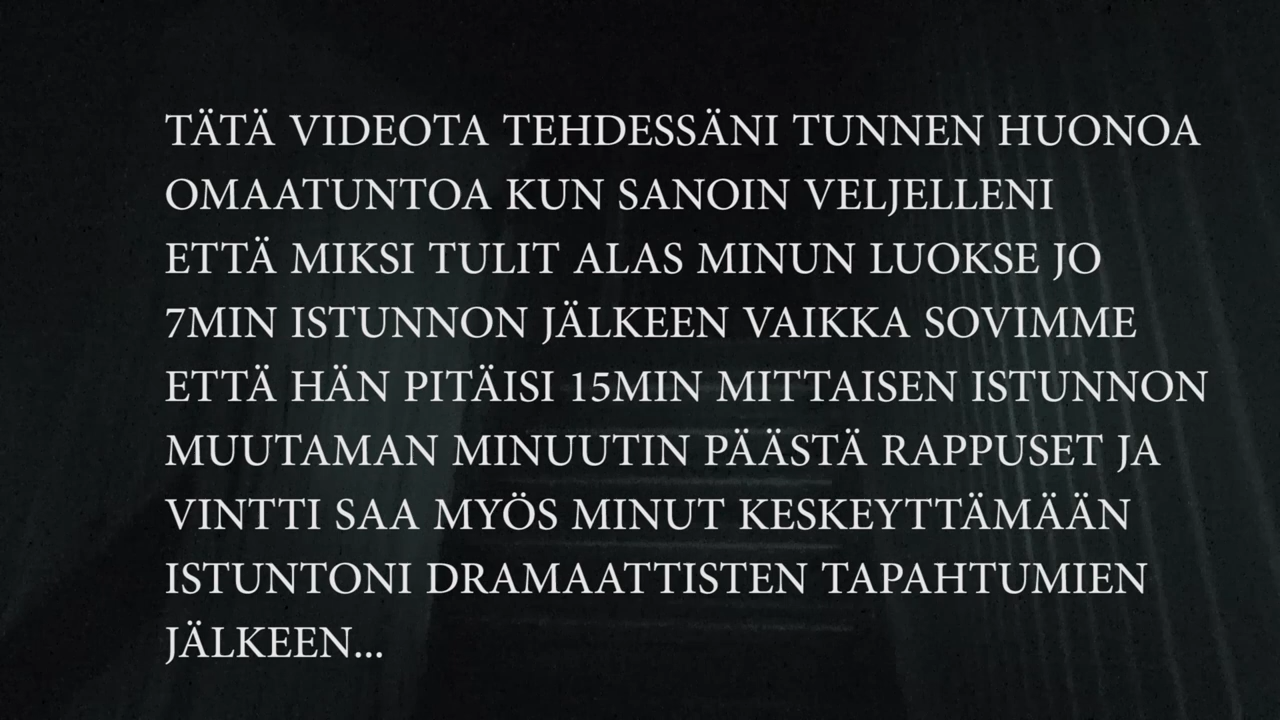 TÄTÄ VIDEOTA TEHDESSÄNI TUNNEN HUONOA
OMAATUNTOA KUN SANOIN VELJELLENI
ETTÄ MIKSI TULIT ALAS MINUN LUOKSE JO
7MIN ISTUNNON JÄLKEEN VAIKKA SOVIMME
ETTÄ HÄN PITÄISI 15MIN MITTAISEN ISTUNNON
MUUTAMAN MINUUTIN PÄÄSTÄ RAPPUSET JA
VINTTI SAA MYÖS MINUT KESKEYTTÄMÄÄN
ISTUNTONI DRAMAATTISTEN TAPAHTUMIEN
JÄLKEEN...